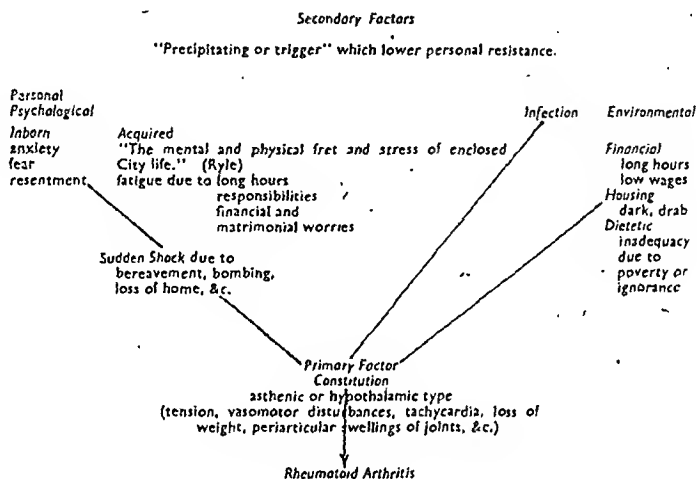 Secondary Factors
"Precipitating or trigger" which lower personal resistance.
Personal
Psychological
Inborn
anxiety
fear
resentment
Acquired
"The mental and physical fret and stress of enclosed
City life." (Ryle)
fatigue due to long hours
responsibilities
financial and
matrimonial worries
Sudden Shock due to
bereavement, bombing,
loss of home, &c.
Infection
Environmental
Financial
long hours
low wages
Housing
dark, drab
Dietetic
inadequacy
due to
poverty or
ignorance
Primary Factor
Constitution
asthenic or hypothalamic type
(tension, vasomotor disturbances, tachycardia, loss of
weight, periarticular swellings of joints, &c.)
Rheumatoid Arthritis